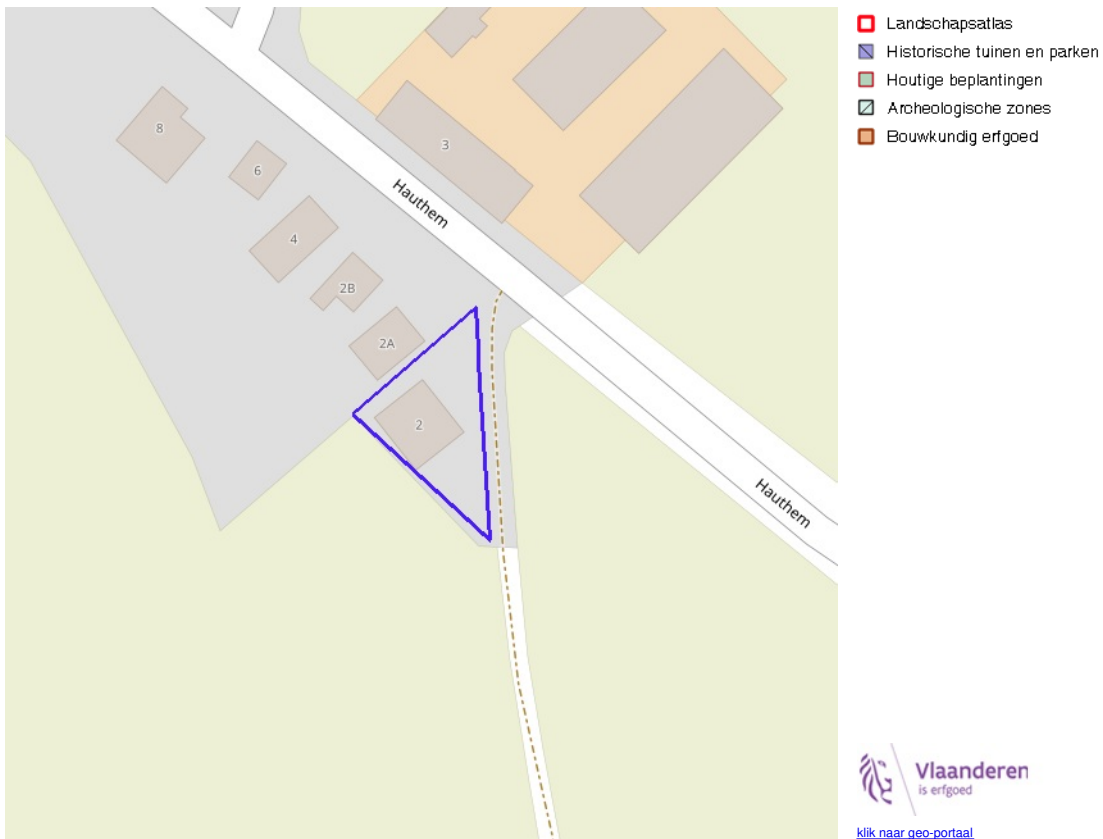 Landschapsatlas
Historische tuinen en parken
Houtige beplantingen
Archeologische zones
Bouwkundig erfgoed
8
6
3
4
Hauthem
2B
2A
2
Hauthem
Vlaanderen
is erfgoed
klik naar geo-portaal